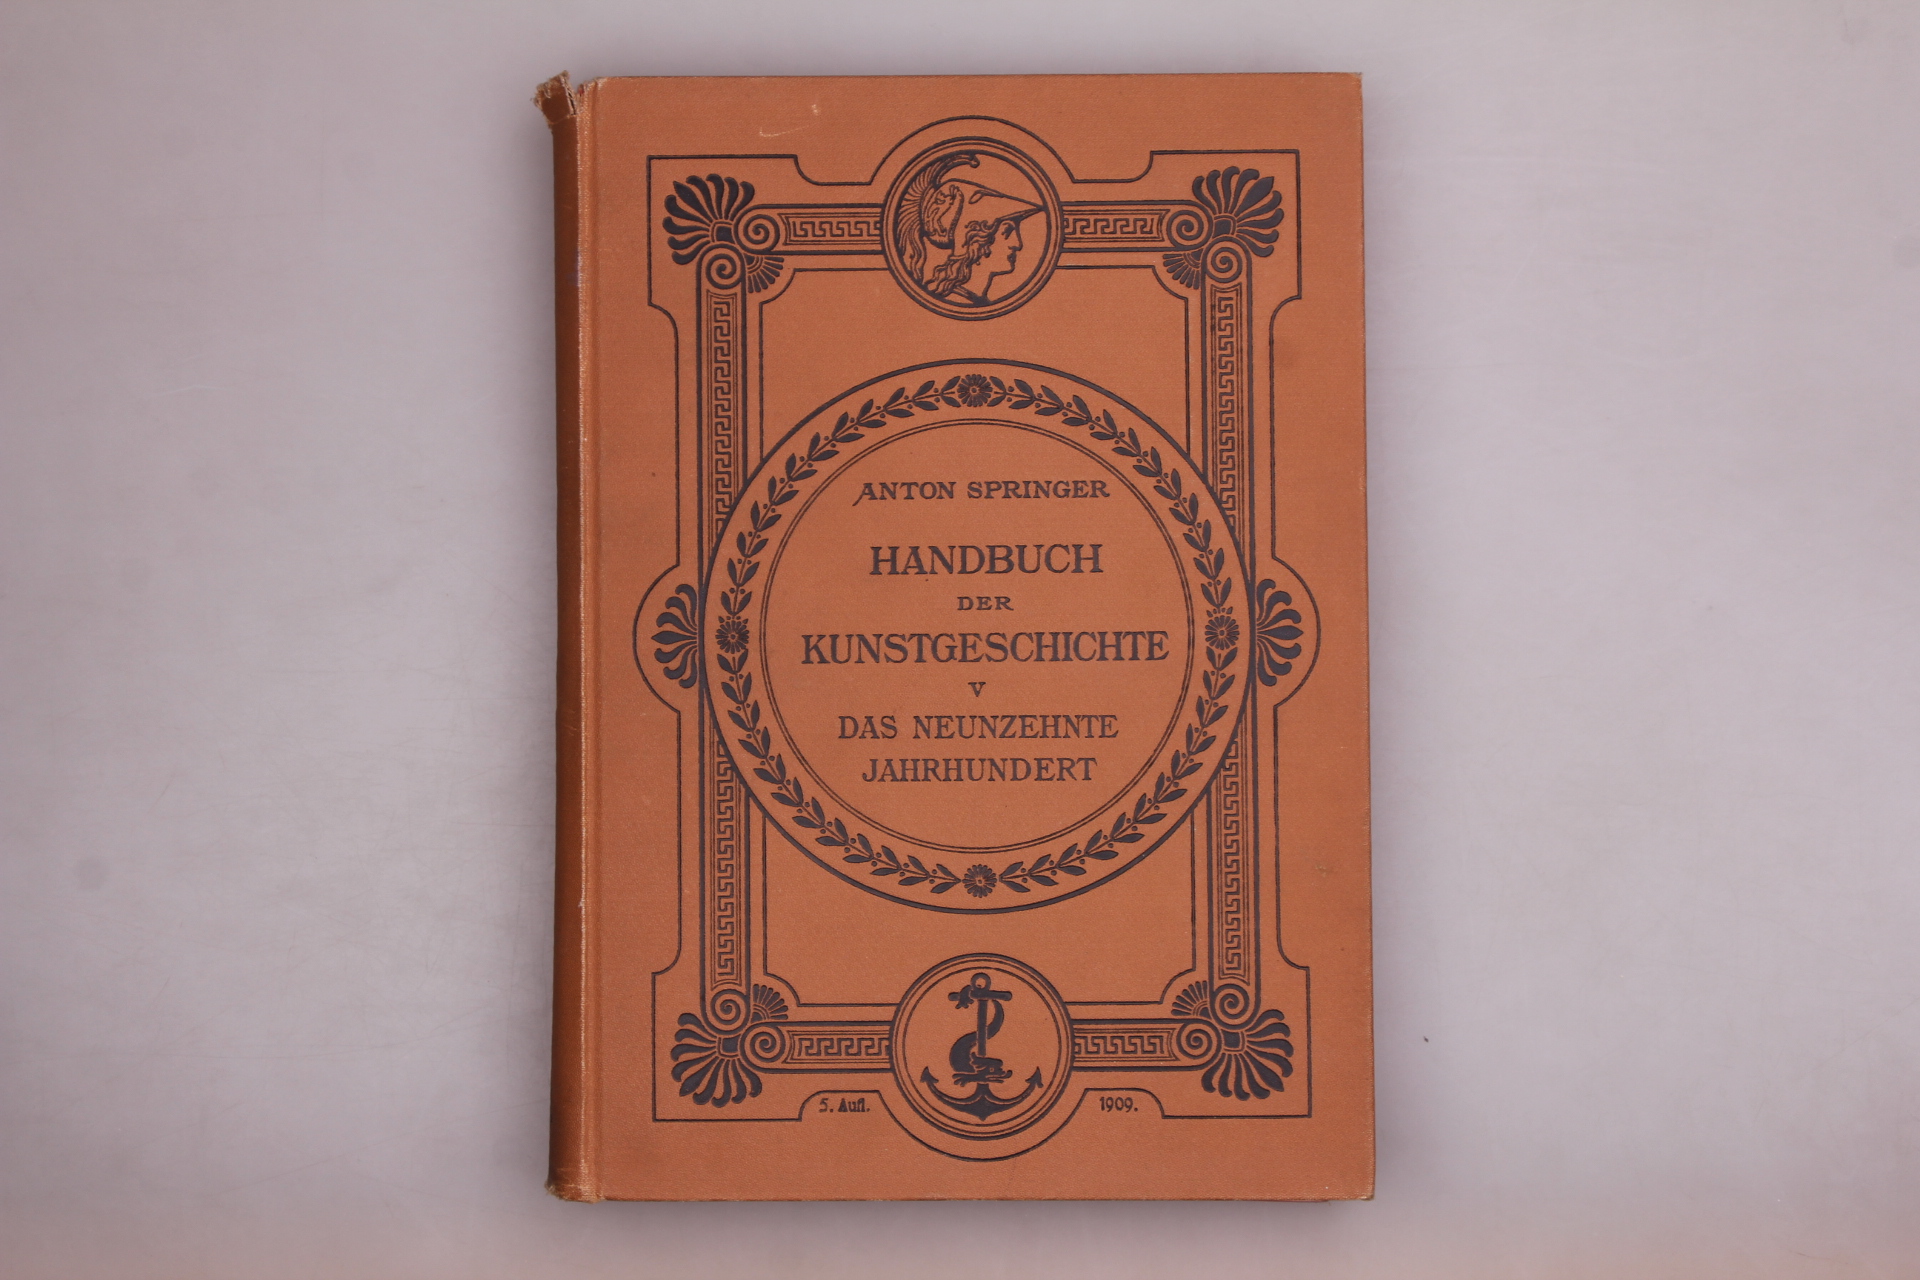 ANTON SPRINGER
HANDBUCH
DER
KUNSTGESCHICHTE
V
DAS NEUNZEHNTE
JAHRHUNDERT
5. Aufl. 1909.